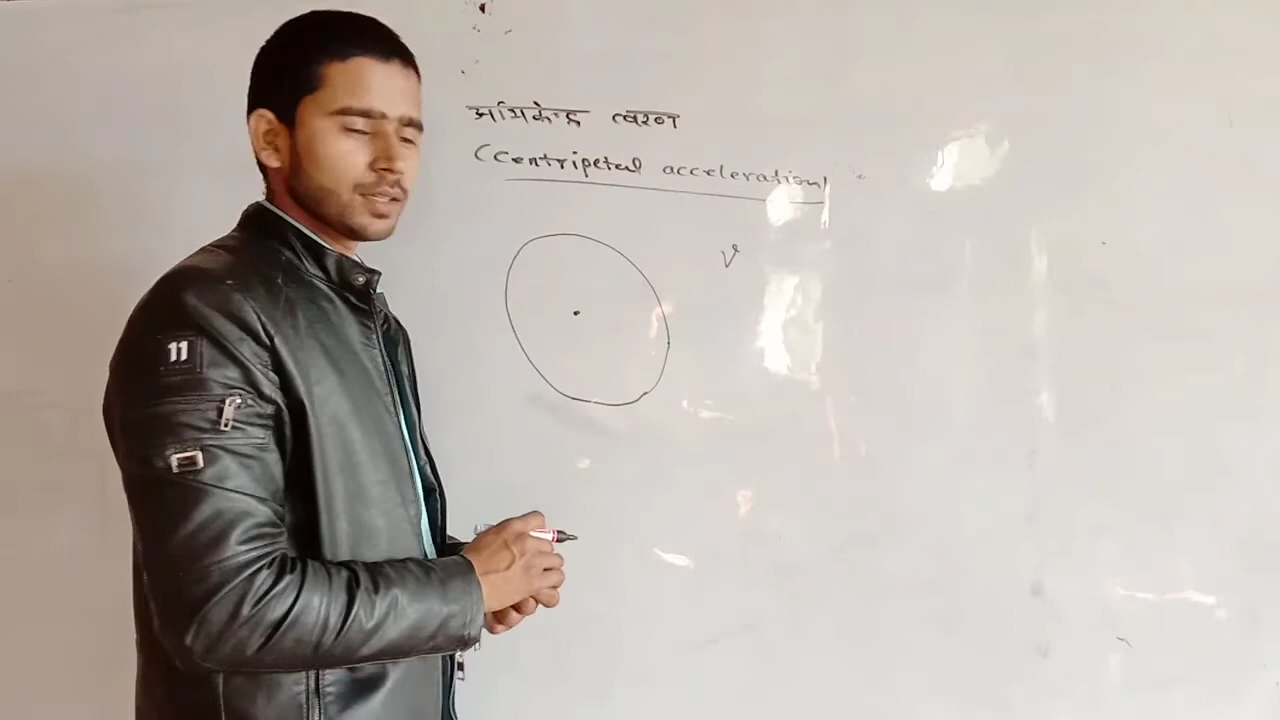 अभिकेन्द्र त्वरण
(Centripetal acceleration)
v
11